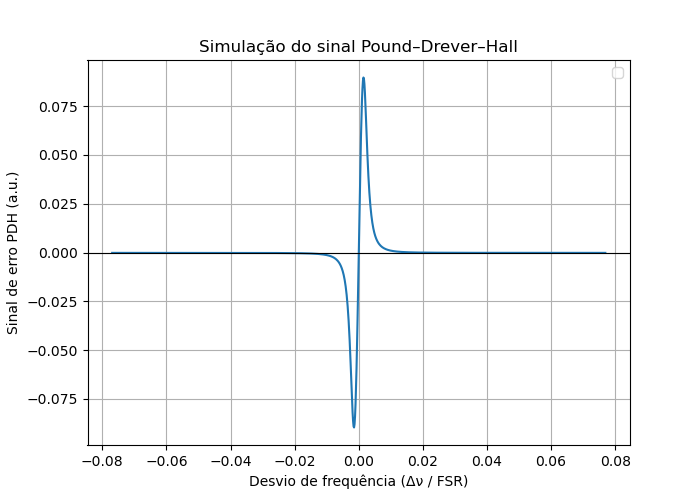 Simulação do sinal Pound–Drever–Hall
Sinal de erro PDH (a.u.)
0.075
0.050
0.025
0.000
−0.025
−0.050
−0.075
−0.08 −0.06 −0.04 −0.02 0.00 0.02 0.04 0.06 0.08
Desvio de frequência (Δν / FSR)